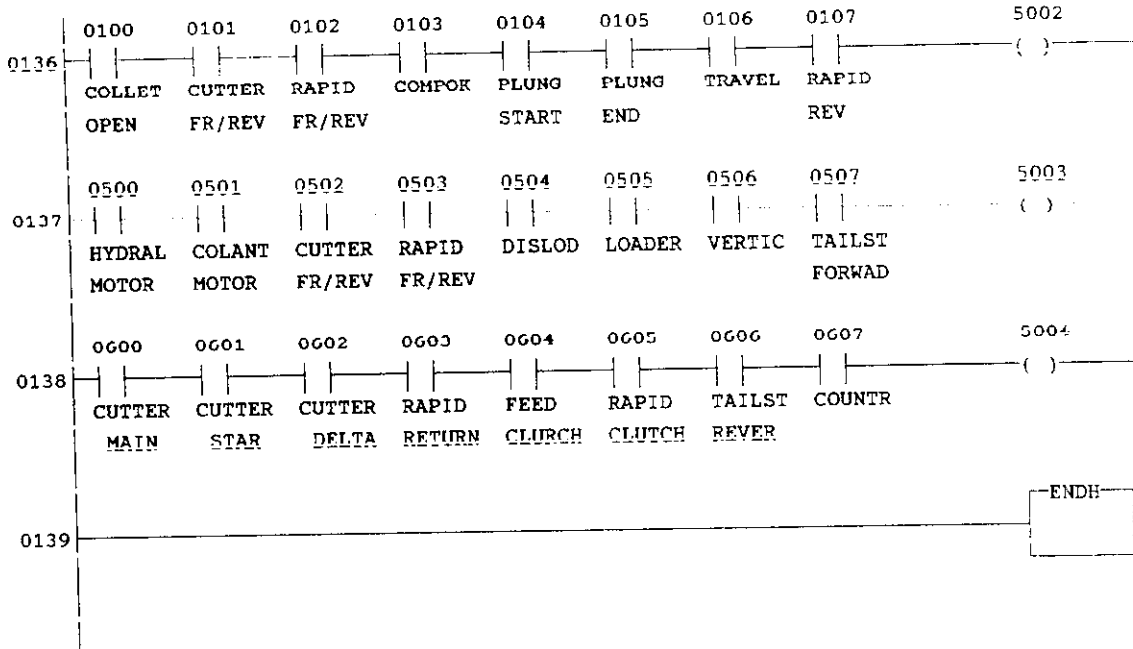 0100 0101 0102 0103 0104 0105 0106 0107 5002
0136
COLLET CUTTER RAPID COMPOK PLUNG PLUNG TRAVEL RAPID
OPEN FR/REV FR/REV START END REV
0500 0501 0502 0503 0504 0505 0506 0507 5003
0137
HYDRAL COLANT CUTTER RAPID DISLOD LOADER VERTIC TAILST
MOTOR MOTOR FR/REV FR/REV FORWAD
0600 0601 0602 0603 0604 0605 0606 0607 5004
0138
CUTTER CUTTER CUTTER RAPID FEED RAPID TAILST COUNTR
MAIN STAR DELTA RETURN CLURCH CLUTCH REVER
ENDH
0139